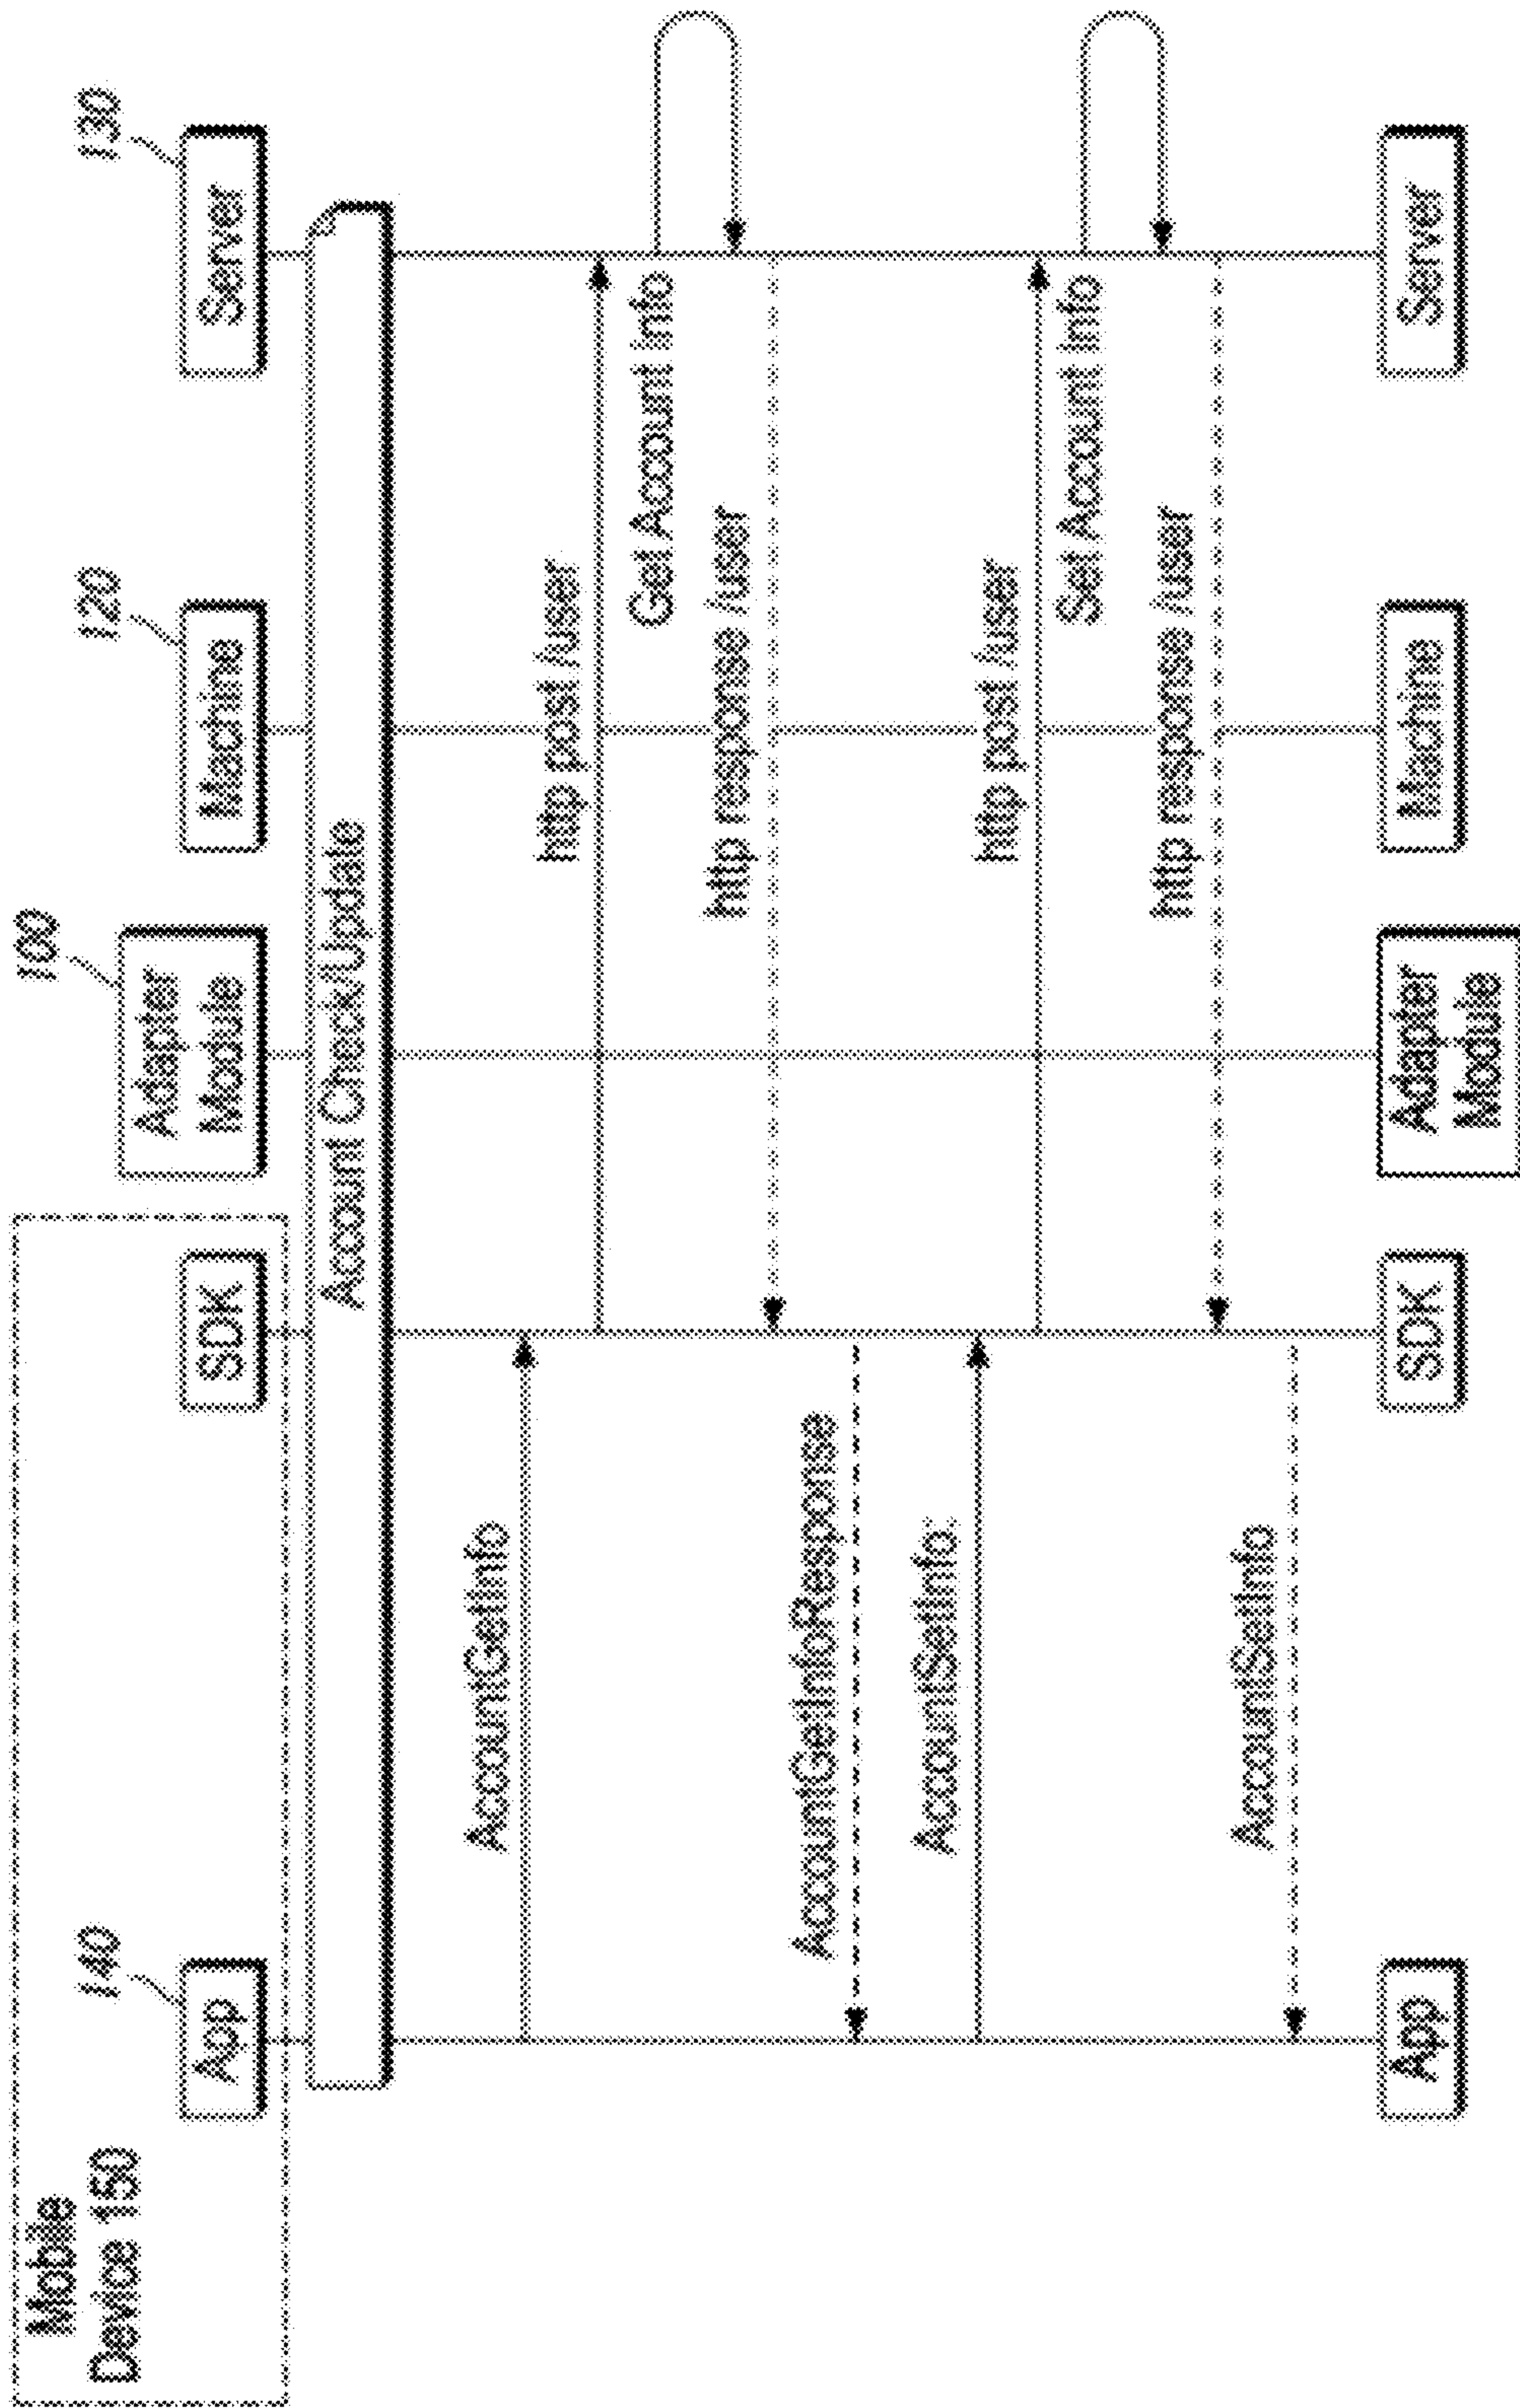 Mobile
Device 150
140
100
120
130
App
SDK
Adapter
Module
Machine
Server
Account Check/Update
AccountGetInfo
http post /user
Get Account Info
http response /user
AccountGetInfoResponse
AccountSetInfo:
http post /user
Set Account Info
http response /user
AccountSetInfo
App
SDK
Adapter
Module
Machine
Server